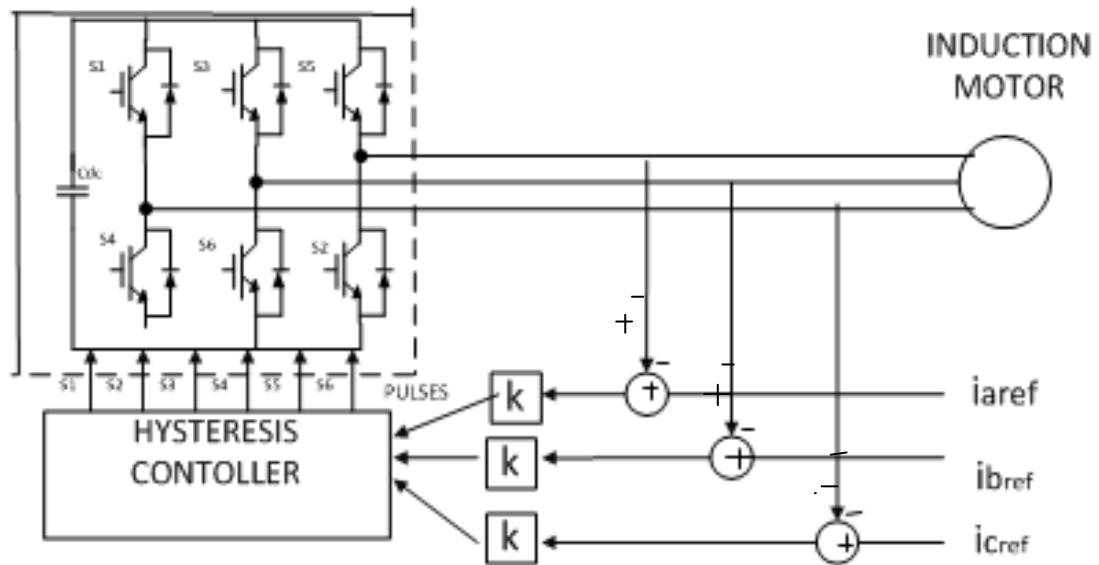 INDUCTION
MOTOR
S1
S3
S5
Cdc
S4
S6
S2
S1 S2 S3 S4 S5 S6
PULSES
HYSTERESIS
CONTOLLER
k
k
k
iaref
ibref
icref